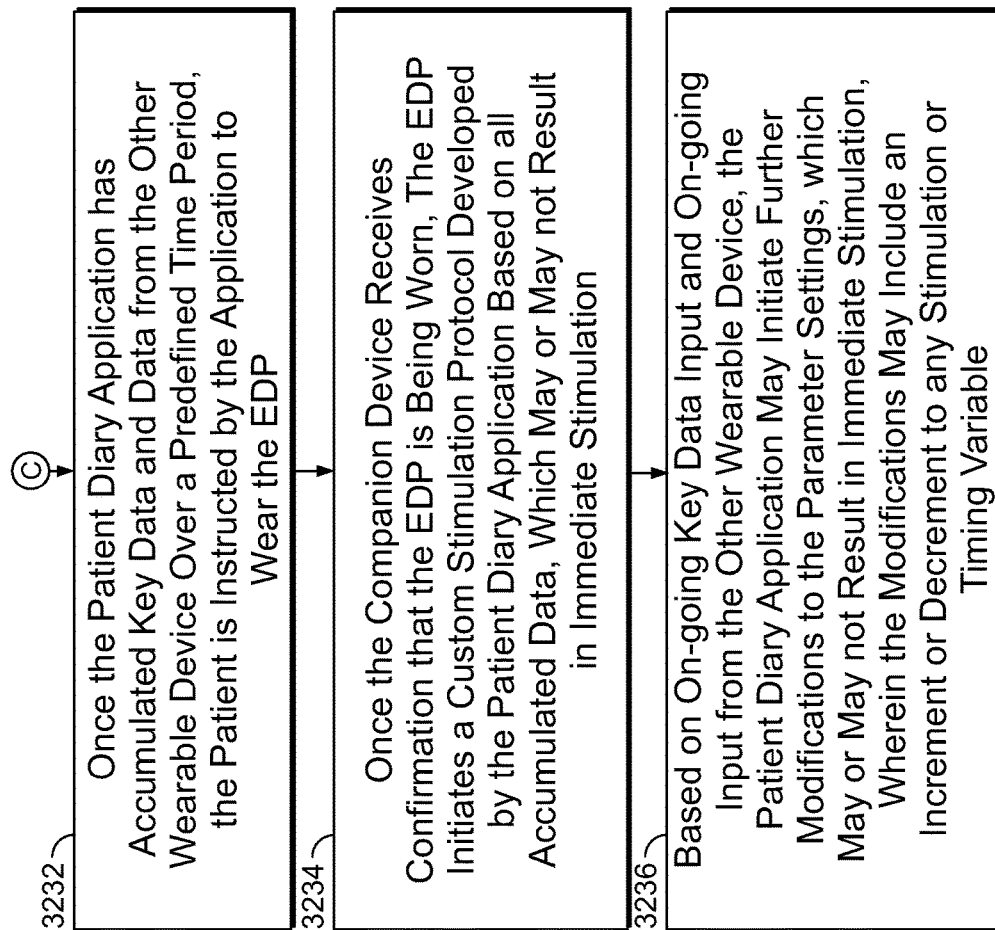 C
3232
Once the Patient Diary Application has
Accumulated Key Data and Data from the Other
Wearable Device Over a Predefined Time Period,
the Patient is Instructed by the Application to
Wear the EDP
3234
Once the Companion Device Receives
Confirmation that the EDP is Being Worn, The EDP
Initiates a Custom Stimulation Protocol Developed
by the Patient Diary Application Based on all
Accumulated Data, Which May or May not Result
in Immediate Stimulation
3236
Based on On-going Key Data Input and On-going
Input from the Other Wearable Device, the
Patient Diary Application May Initiate Further
Modifications to the Parameter Settings, which
May or May not Result in Immediate Stimulation,
Wherein the Modifications May Include an
Increment or Decrement to any Stimulation or
Timing Variable